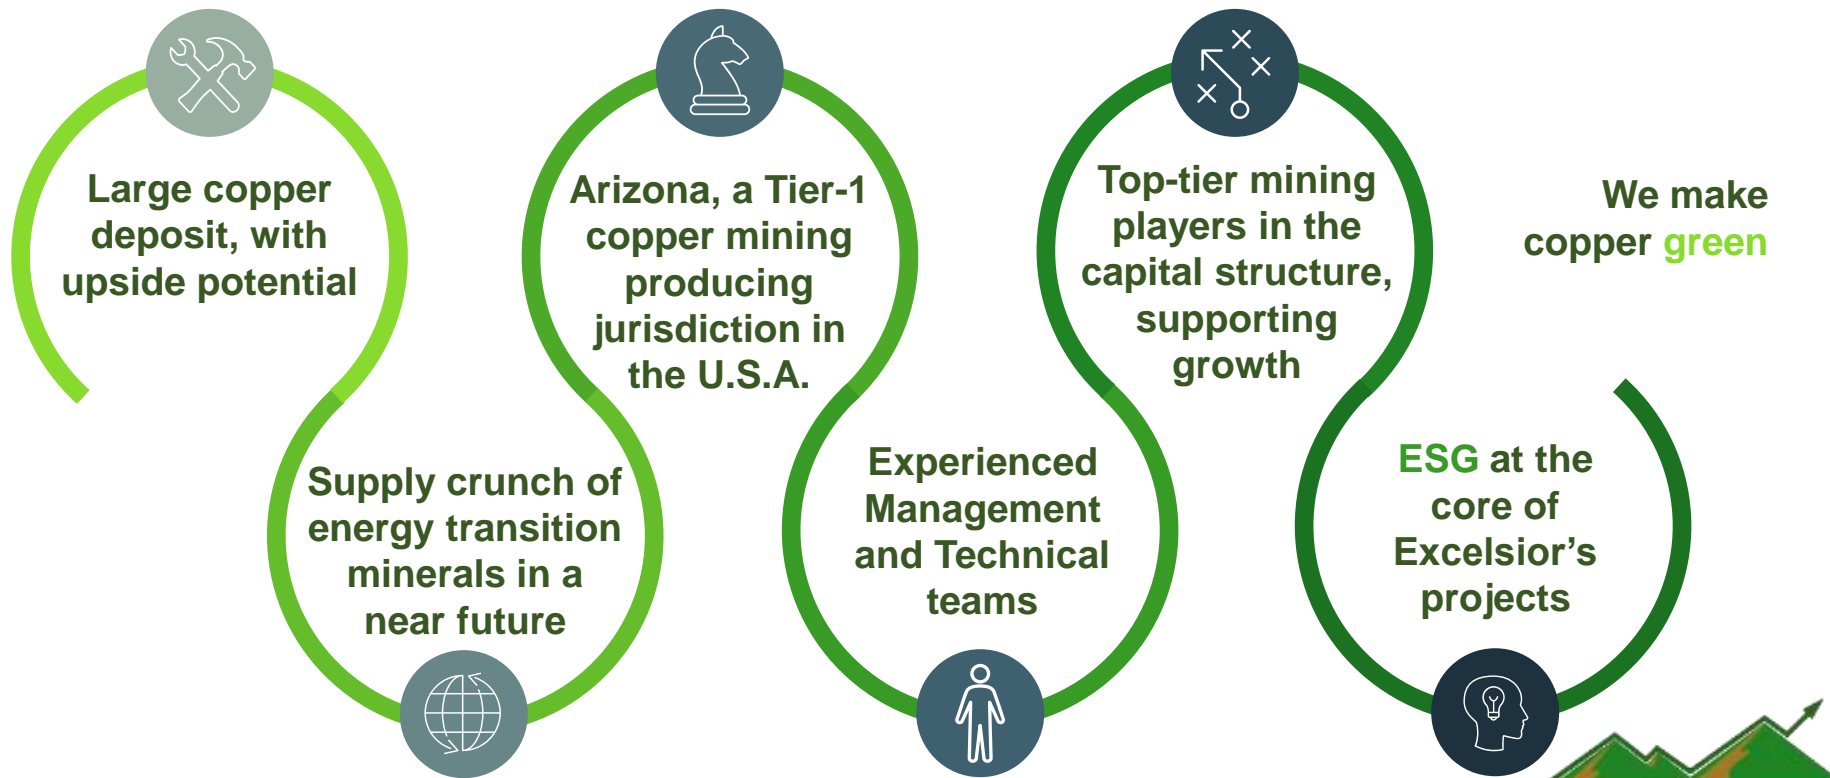 Large copper
deposit, with
upside potential
Supply crunch of
energy transition
minerals in a
near future
Arizona, a Tier-1
copper mining
producing
jurisdiction in
the U.S.A.
Experienced
Management
and Technical
teams
Top-tier mining
players in the
capital structure,
supporting
growth
ESG at the
core of
Excelsior’s
projects
We make
copper green